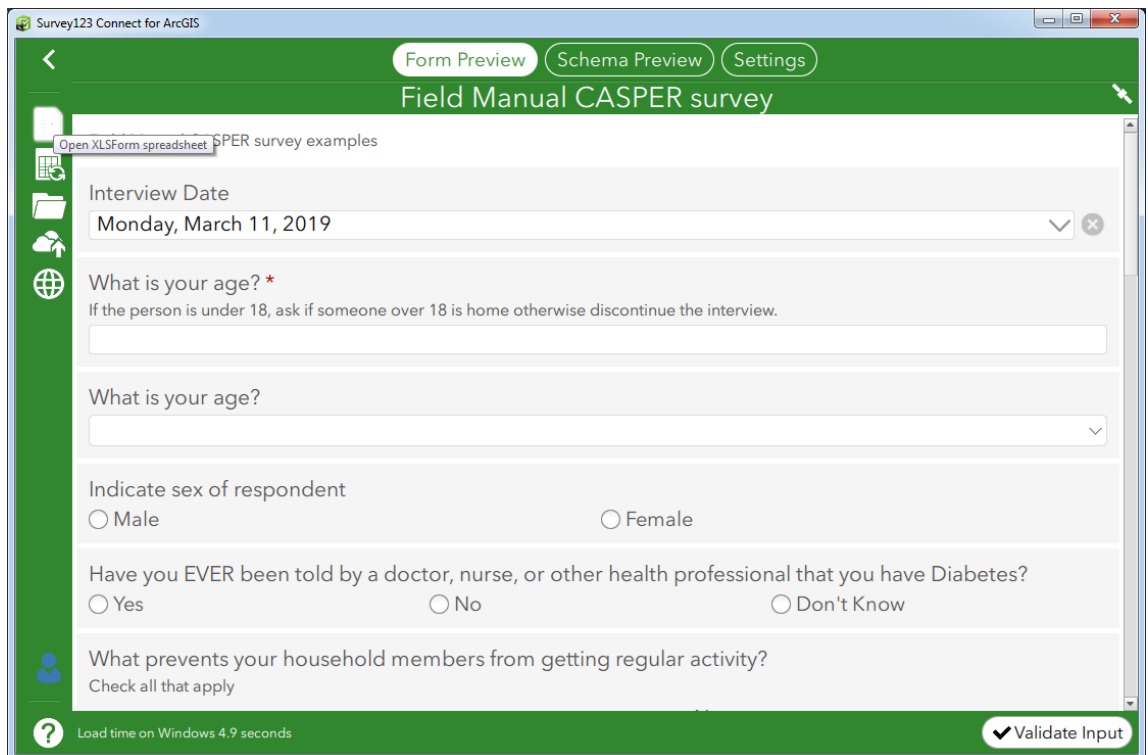 Survey123 Connect for ArcGIS
Form Preview Schema Preview Settings
Field Manual CASPER survey
CASPER survey examples
Open XLSForm spreadsheet
Interview Date
Monday, March 11, 2019
What is your age? *
If the person is under 18, ask if someone over 18 is home otherwise discontinue the interview.
What is your age?
Indicate sex of respondent
Male Female
Have you EVER been told by a doctor, nurse, or other health professional that you have Diabetes?
Yes No Don't Know
What prevents your household members from getting regular activity?
Check all that apply
? Load time on Windows 4.9 seconds Validate Input